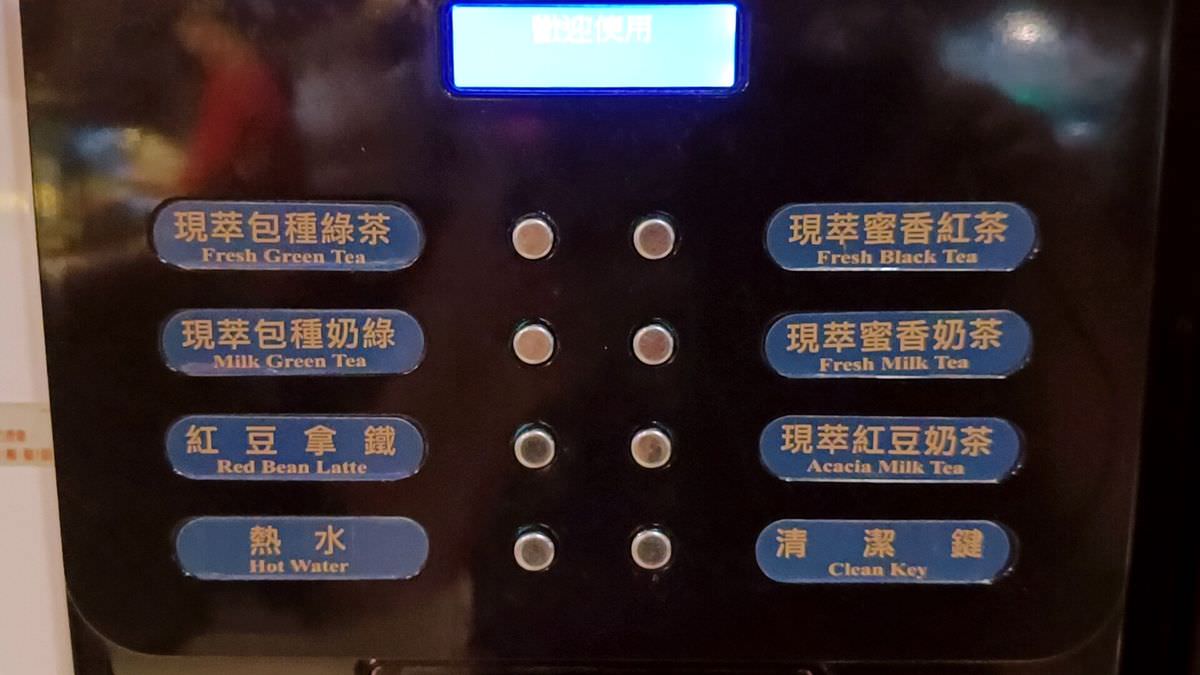 歡迎使用
現萃包種綠茶
Fresh Green Tea
現萃蜜香紅茶
Fresh Black Tea
現萃包種奶綠
Milk Green Tea
現萃蜜香奶茶
Fresh Milk Tea
紅豆拿鐵
Red Bean Latte
現萃紅豆奶茶
Acacia Milk Tea
熱水
Hot Water
清潔鍵
Clean Key